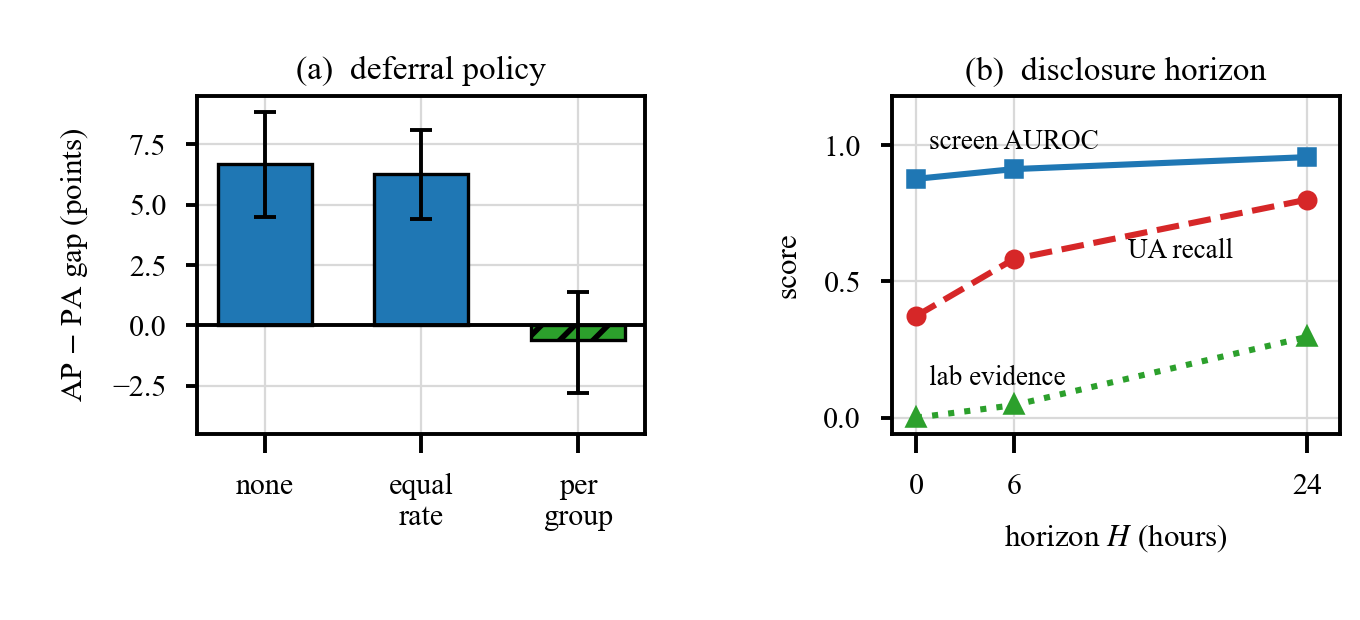 (a) deferral policy
AP − PA gap (points)
7.5
5.0
2.5
0.0
−2.5
none
equal
rate
per
group
(b) disclosure horizon
score
1.0
0.5
0.0
screen AUROC
UA recall
lab evidence
0
6
24
horizon H (hours)